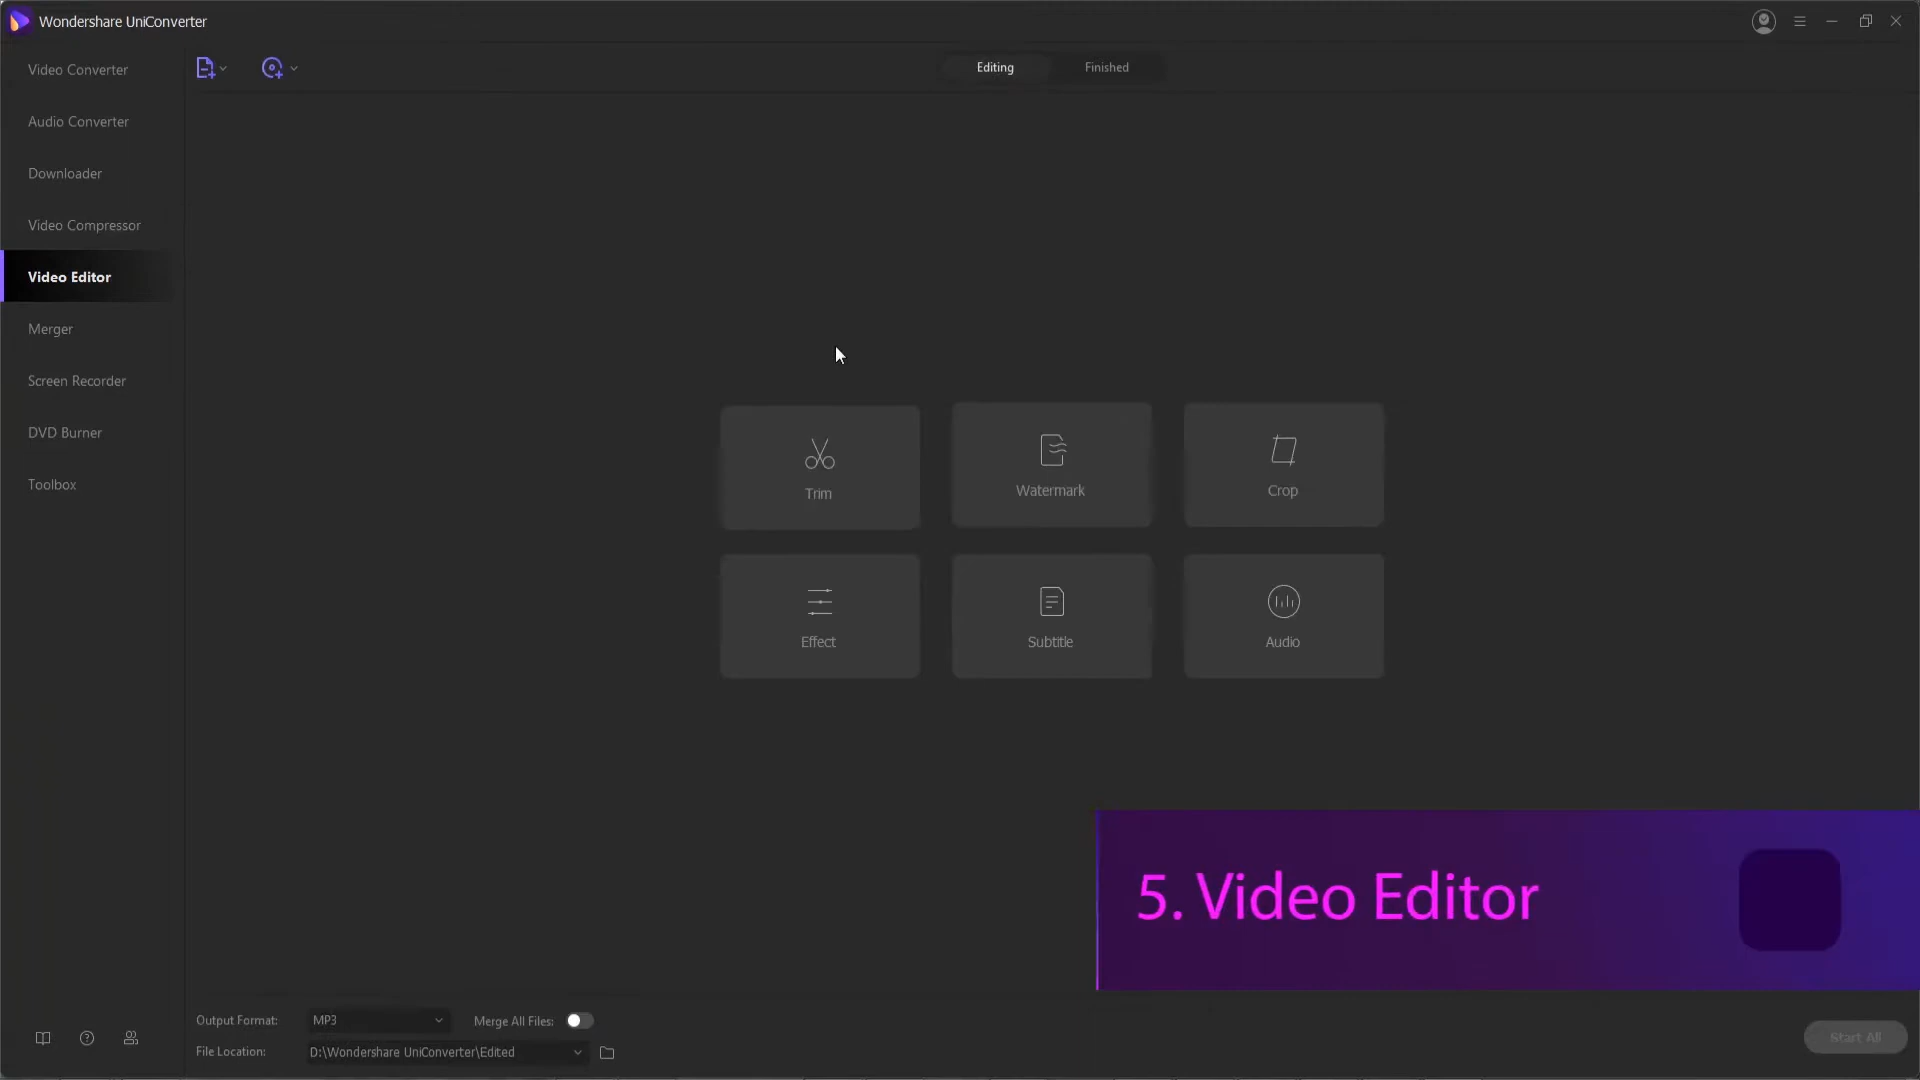 Wondershare UniConverter
Video Converter
Audio Converter
Downloader
Video Compressor
Video Editor
Merger
Screen Recorder
DVD Burner
Toolbox
Editing
Finished
Trim
Watermark
Crop
Effect
Subtitle
Audio
5. Video Editor
Output Format:
MP3
Merge All Files:
File Location:
D:\Wondershare UniConverter\Edited
Start All